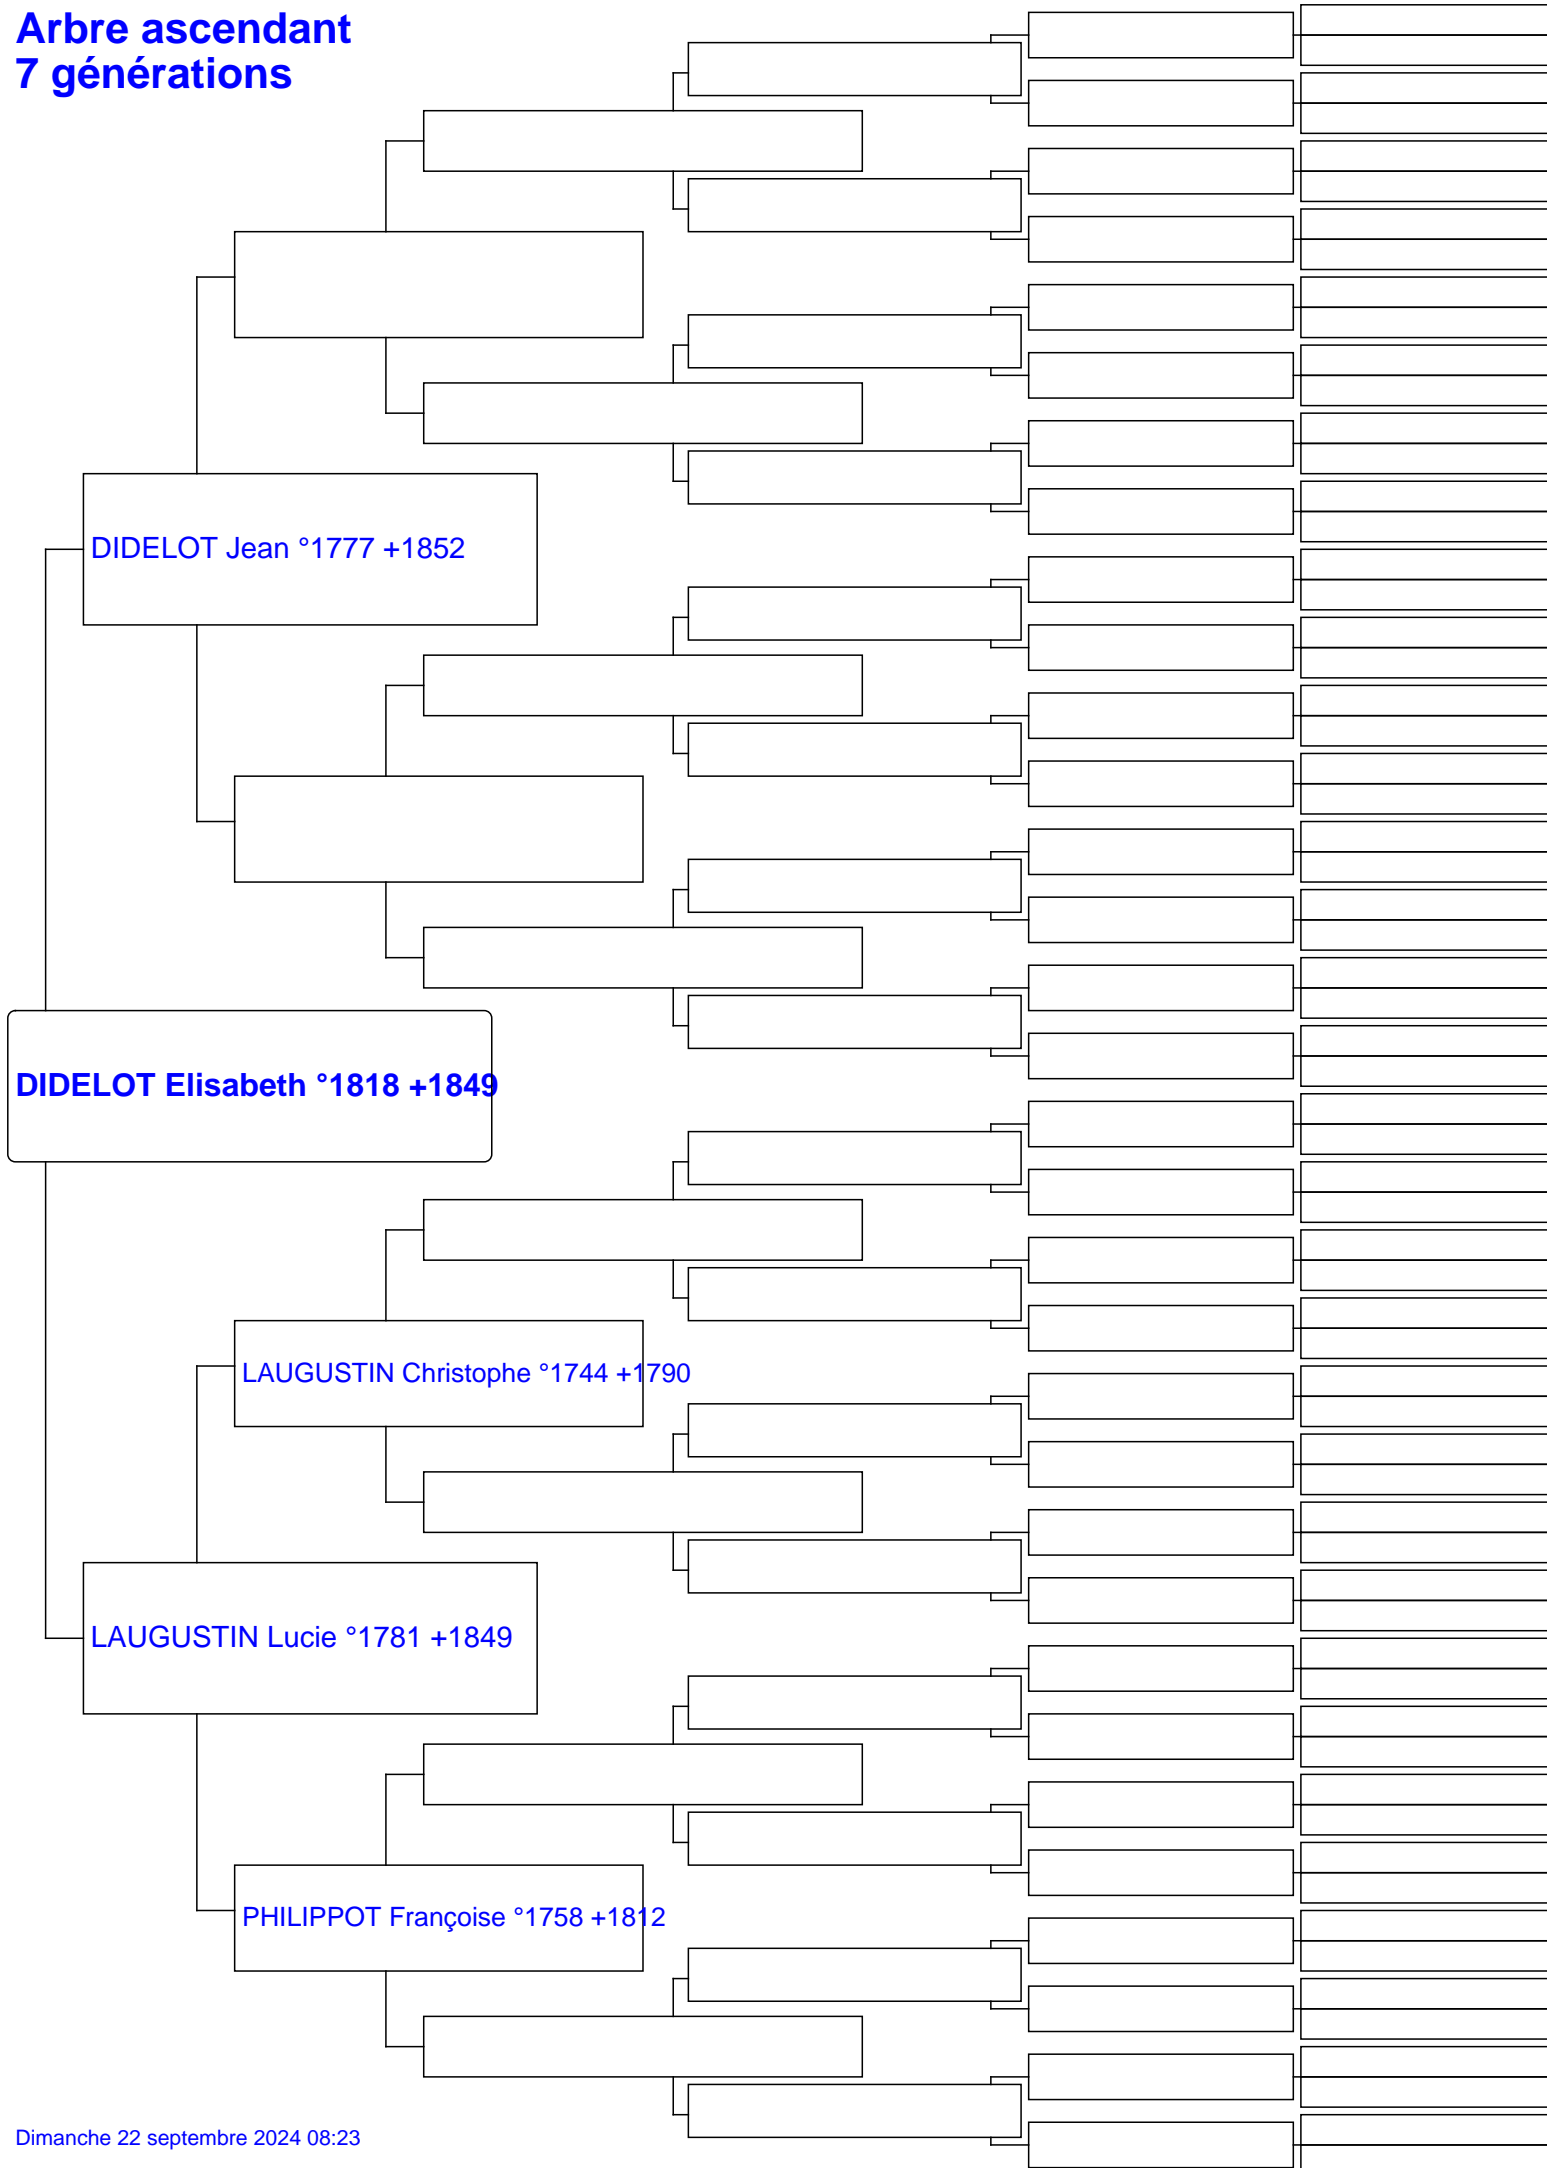 Arbre ascendant
7 générations
DIDELOT Jean °1777 +1852
DIDELOT Elisabeth °1818 +1849
LAUGUSTIN Christophe °1744 +1790
LAUGUSTIN Lucie °1781 +1849
PHILIPPOT Françoise °1758 +1812
Dimanche 22 septembre 2024 08:23